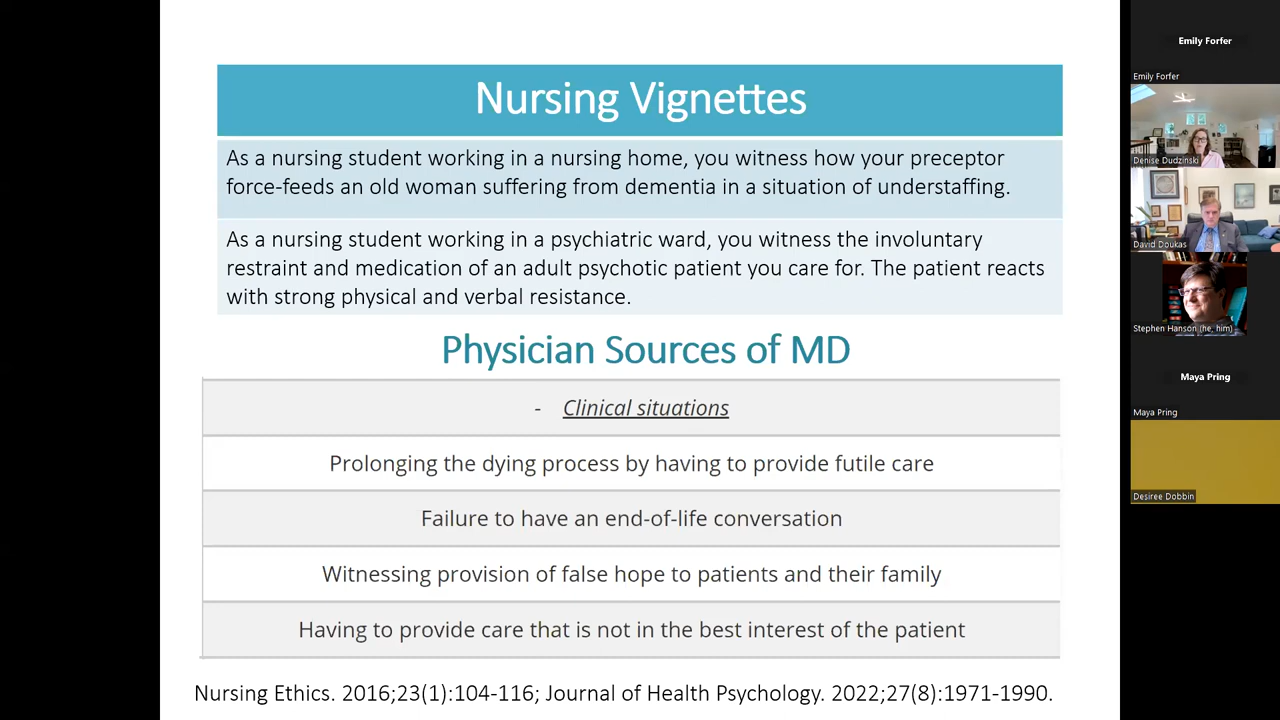 Nursing Vignettes
As a nursing student working in a nursing home, you witness how your preceptor
force-feeds an old woman suffering from dementia in a situation of understaffing.
As a nursing student working in a psychiatric ward, you witness the involuntary
restraint and medication of an adult psychotic patient you care for. The patient reacts
with strong physical and verbal resistance.
Physician Sources of MD
- Clinical situations
Prolonging the dying process by having to provide futile care
Failure to have an end-of-life conversation
Witnessing provision of false hope to patients and their family
Having to provide care that is not in the best interest of the patient
Nursing Ethics. 2016;23(1):104-116; Journal of Health Psychology. 2022;27(8):1971-1990.
Emily Forfer
Emily Forfer
Denise Dudzinski
David Doukas
Stephen Hanson (he, him)
Maya Pring
Maya Pring
Desiree Dobbin